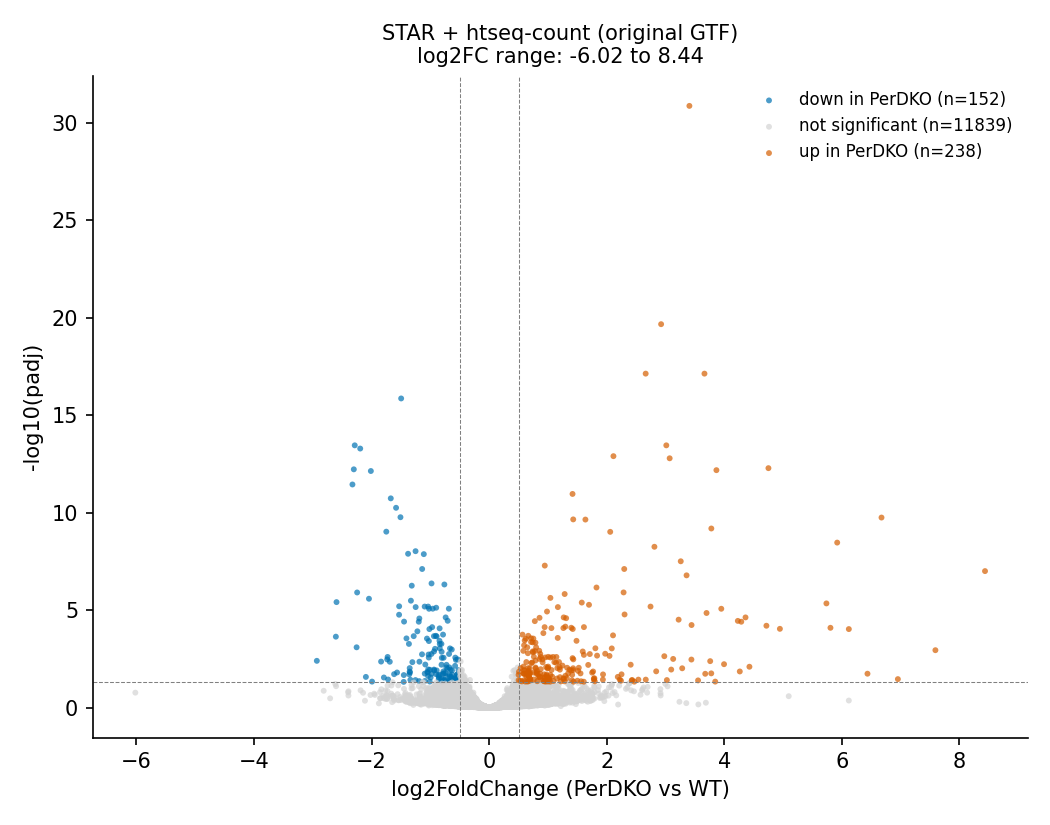 STAR + htseq-count (original GTF)
log2FC range: -6.02 to 8.44
down in PerDKO (n=152)
not significant (n=11839)
up in PerDKO (n=238)
-log10(padj)
30
25
20
15
10
5
0
−6
−4
−2
0
2
4
6
8
log2FoldChange (PerDKO vs WT)